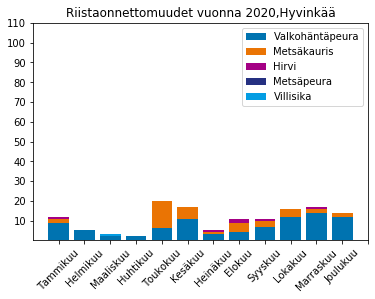 Riistaonnettomuudet vuonna 2020,Hyvinkää
110
100
90
80
70
60
50
40
30
20
10
Valkohäntäpeura
Metsäkauris
Hirvi
Metsäpeura
Villisika
Tammikuu
Helmikuu
Maaliskuu
Huhtikuu
Toukokuu
Kesäkuu
Heinäkuu
Elokuu
Syyskuu
Lokakuu
Marraskuu
Joulukuu